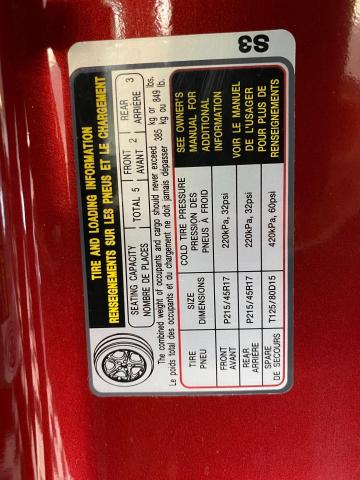 TIRE AND LOADING INFORMATION
RENSEIGNEMENTS SUR LES PNEUS ET LE CHARGEMENT
SEATING CAPACITY TOTAL 5 FRONT 2 REAR 3
NOMBRE DE PLACES AVANT ARRIÈRE
The combined weight of occupants and cargo should never exceed 385 kg or 849 lbs.
Le poids total des occupants et du chargement ne doit jamais dépasser kg ou lb.
TIRE SIZE COLD TIRE PRESSURE SEE OWNER'S
PNEU DIMENSIONS PRESSION DES MANUAL FOR
PNEUS À FROID ADDITIONAL
INFORMATION
FRONT P215/45R17 220kPa, 32psi
AVANT
REAR P215/45R17 220kPa, 32psi VOIR LE MANUEL
ARRIÈRE DE L'USAGER
SPARE T125/80D15 420kPa, 60psi POUR PLUS DE
DE SECOURS RENSEIGNEMENTS
S3